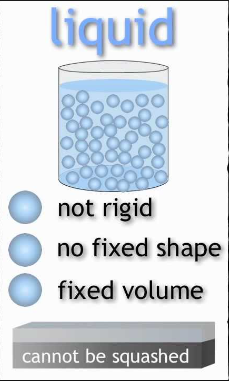 liquid
not rigid
no fixed shape
fixed volume
cannot be squashed